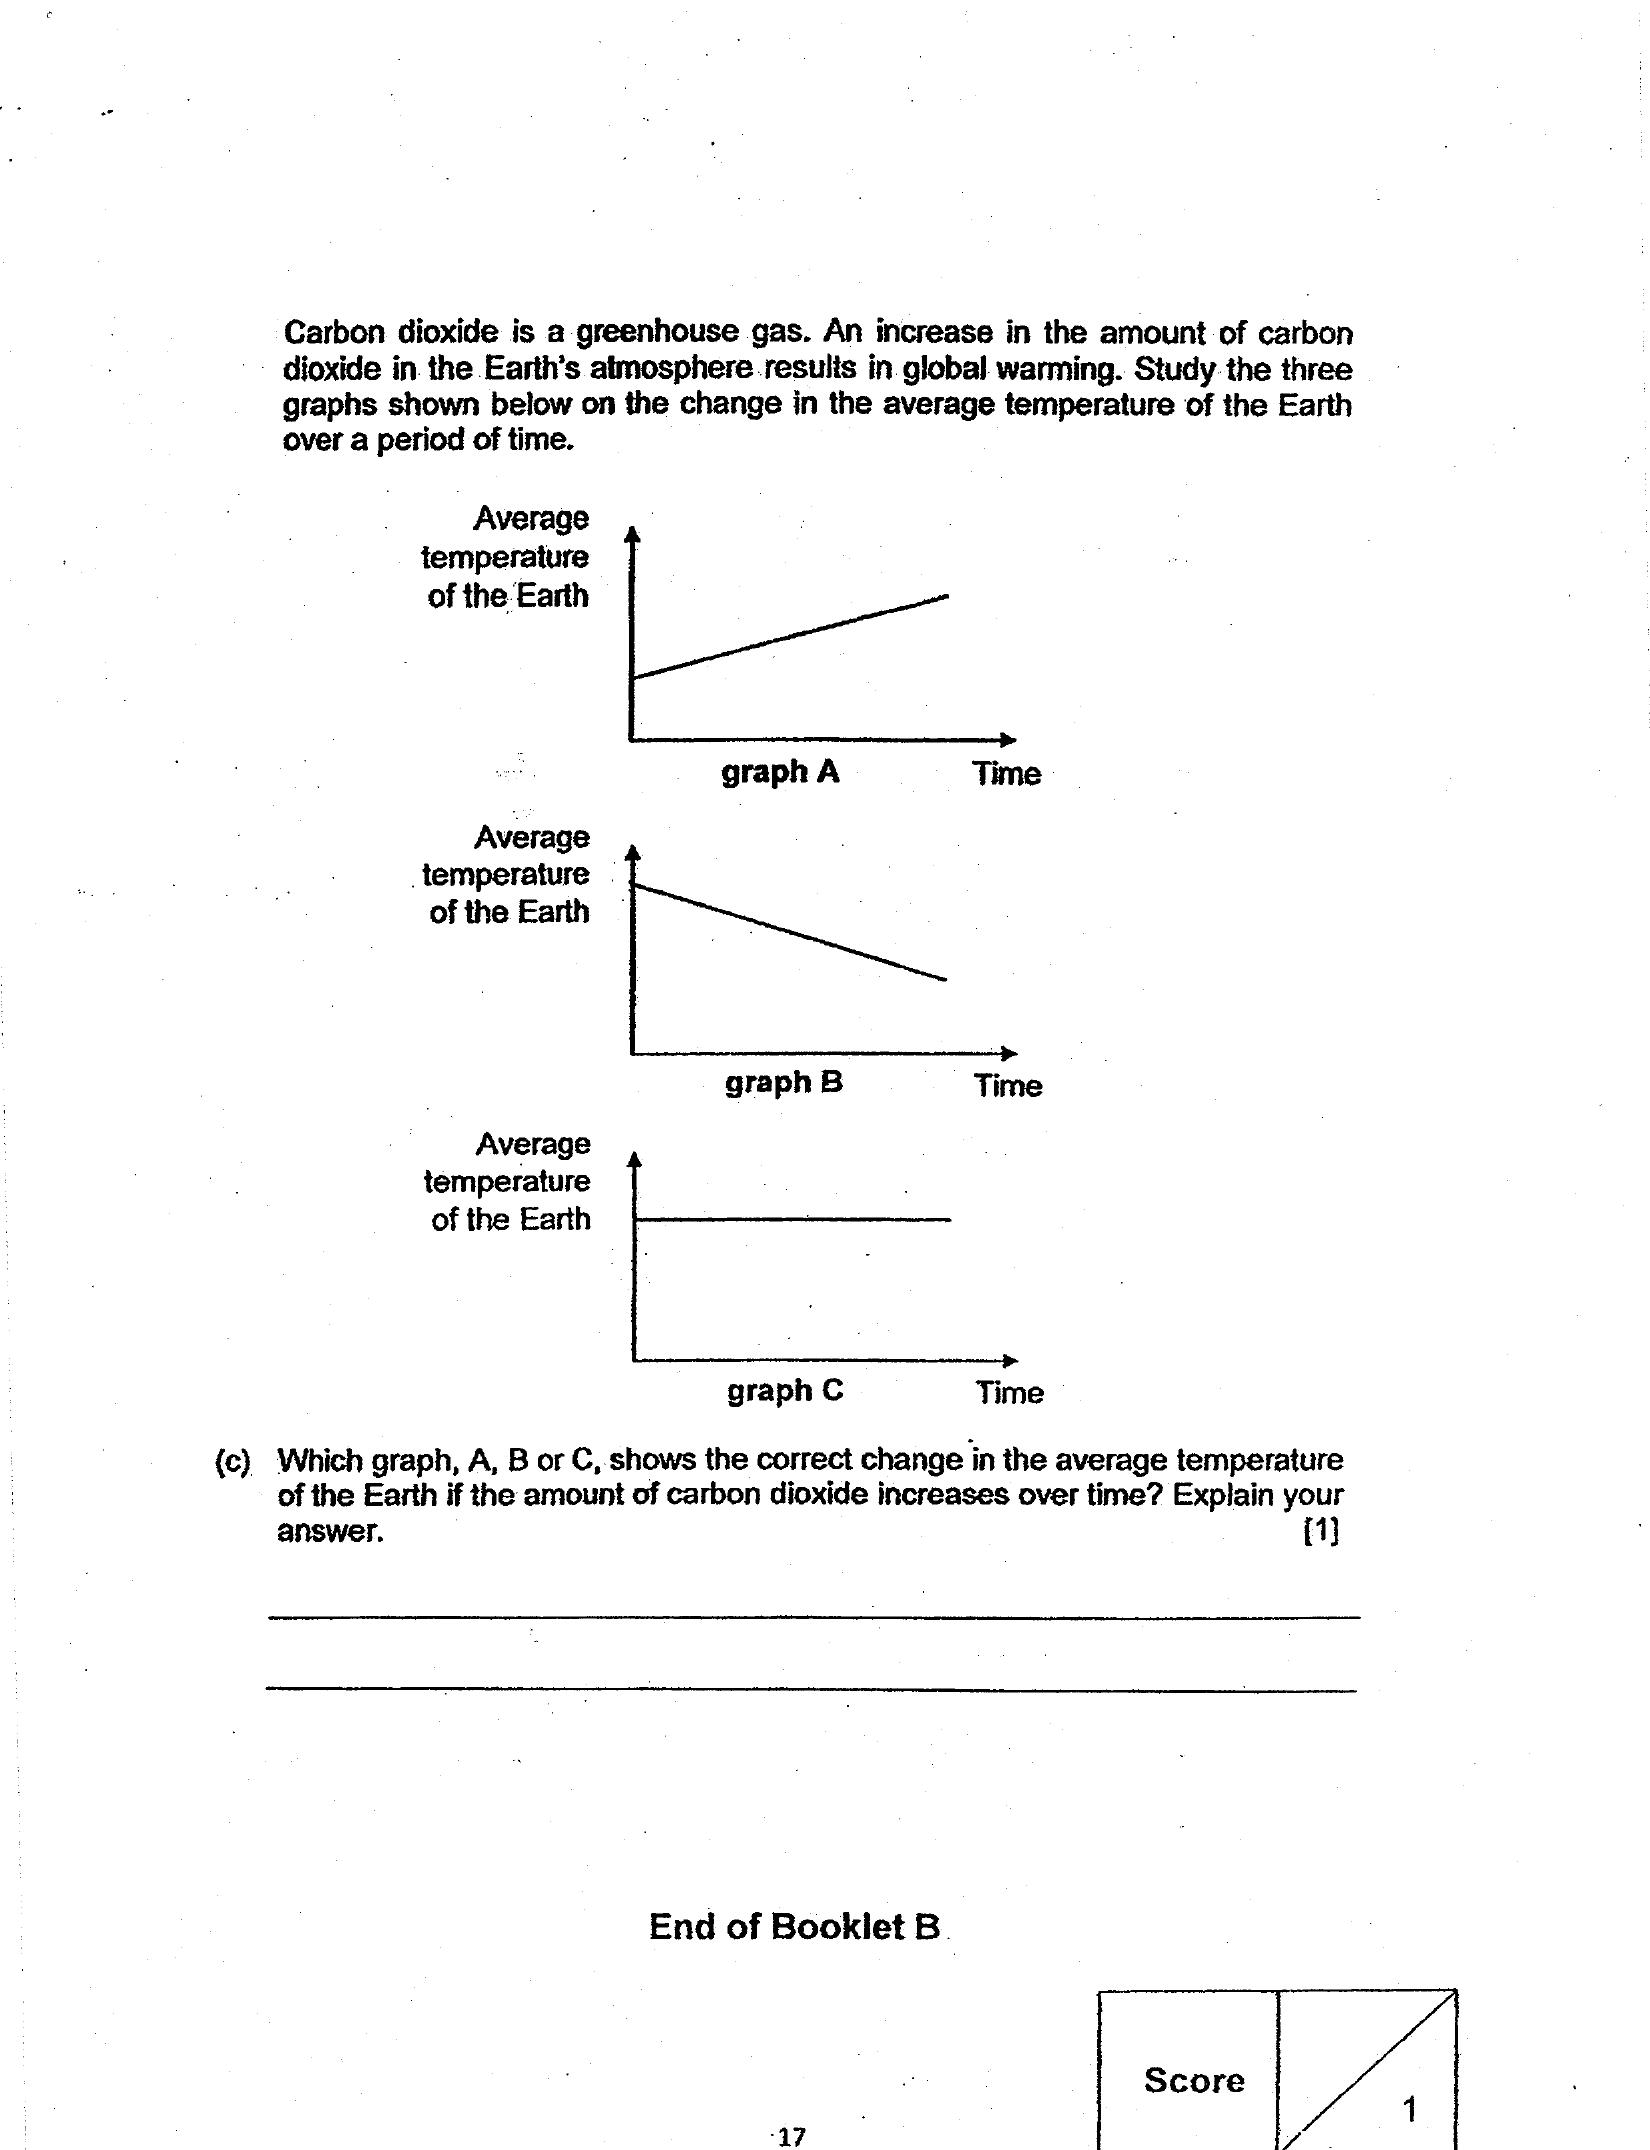 Carbon dioxide is a greenhouse gas. An increase in the amount of carbon
dioxide in the Earth's atmosphere results in global warming. Study the three
graphs shown below on the change in the average temperature of the Earth
over a period of time.
Average
temperature
of the Earth
graph A Time
Average
temperature
of the Earth
graph B Time
Average
temperature
of the Earth
graph C Time
(c) Which graph, A, B or C, shows the correct change in the average temperature
of the Earth if the amount of carbon dioxide increases over time? Explain your
answer. [1]
End of Booklet B
Score
1
17